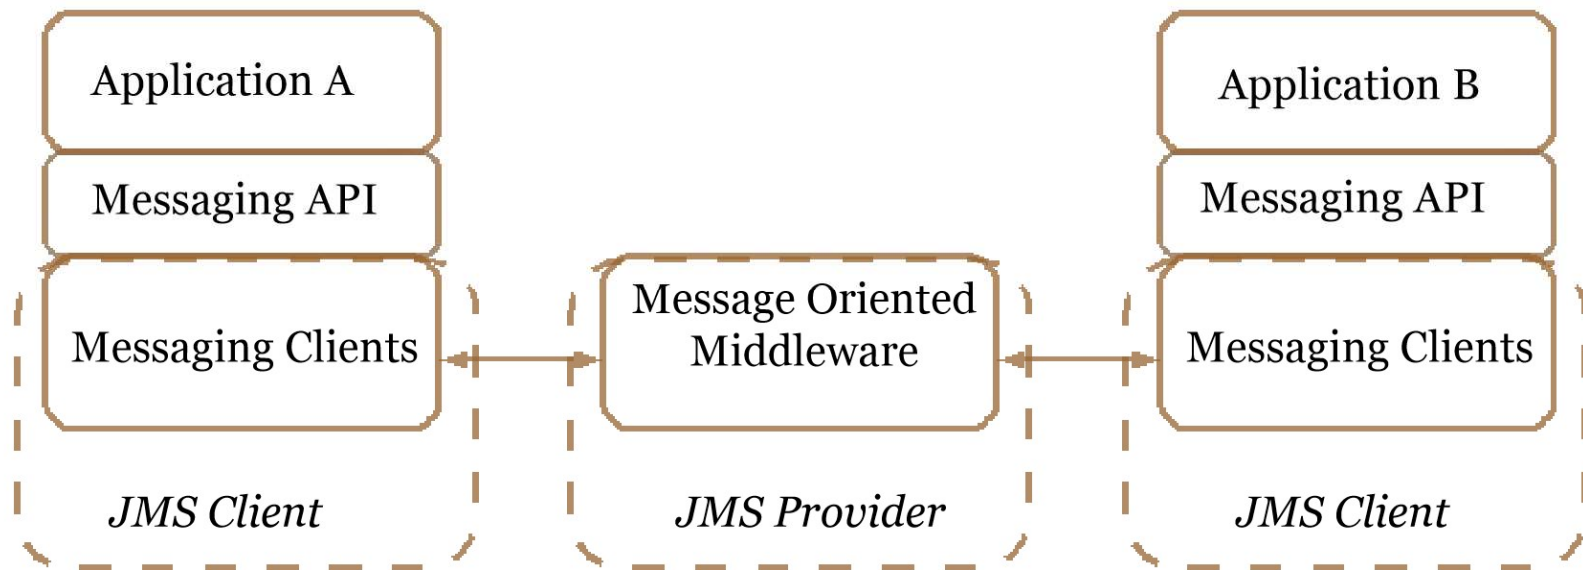 Application A
Messaging API
Messaging Clients
JMS Client
Message Oriented
Middleware
JMS Provider
Application B
Messaging API
Messaging Clients
JMS Client